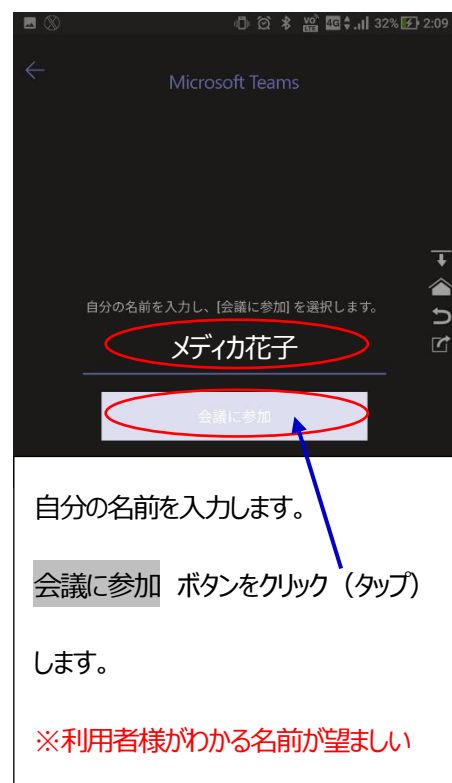 VO LTE 4G 32% 2:09
Microsoft Teams
自分の名前を入力し、[会議に参加] を選択します。
メディカ花子
会議に参加
自分の名前を入力します。
会議に参加 ボタンをクリック（タップ）
します。
※利用者様がわかる名前が望ましい